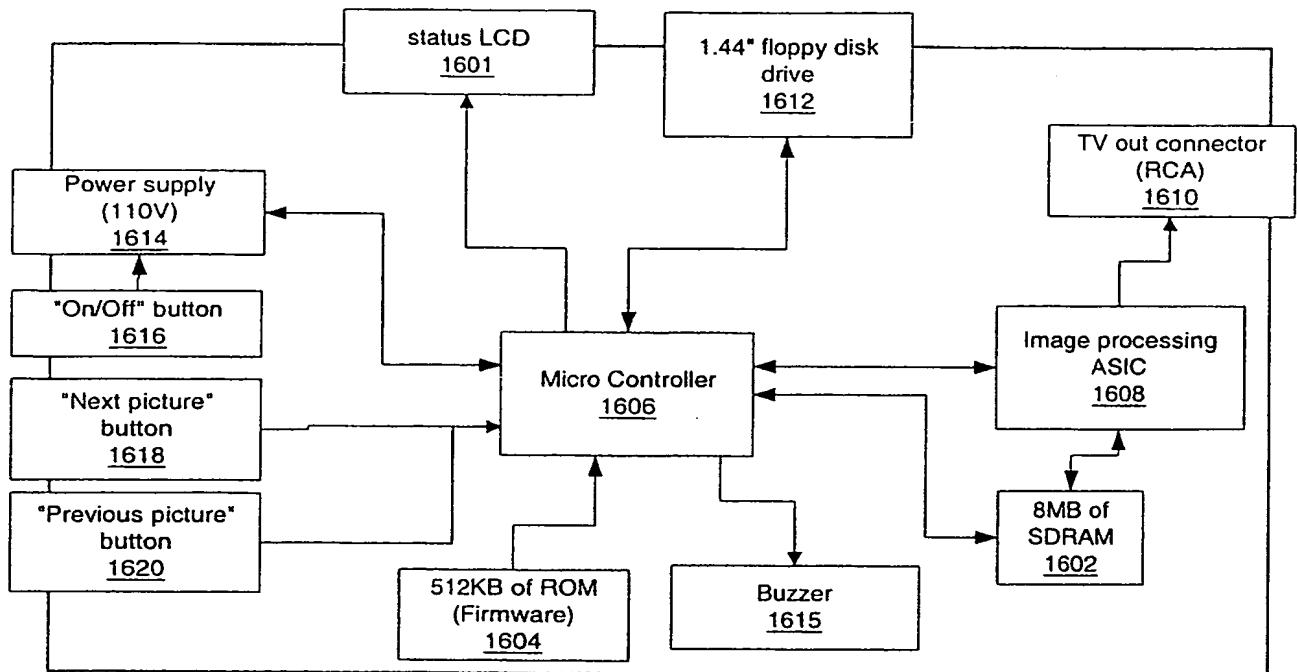 status LCD
1601
1.44" floppy disk
drive
1612
TV out connector
(RCA)
1610
Power supply
(110V)
1614
"On/Off" button
1616
Image processing
ASIC
1608
Micro Controller
1606
"Next picture"
button
1618
"Previous picture"
button
1620
8MB of
SDRAM
1602
512KB of ROM
(Firmware)
1604
Buzzer
1615